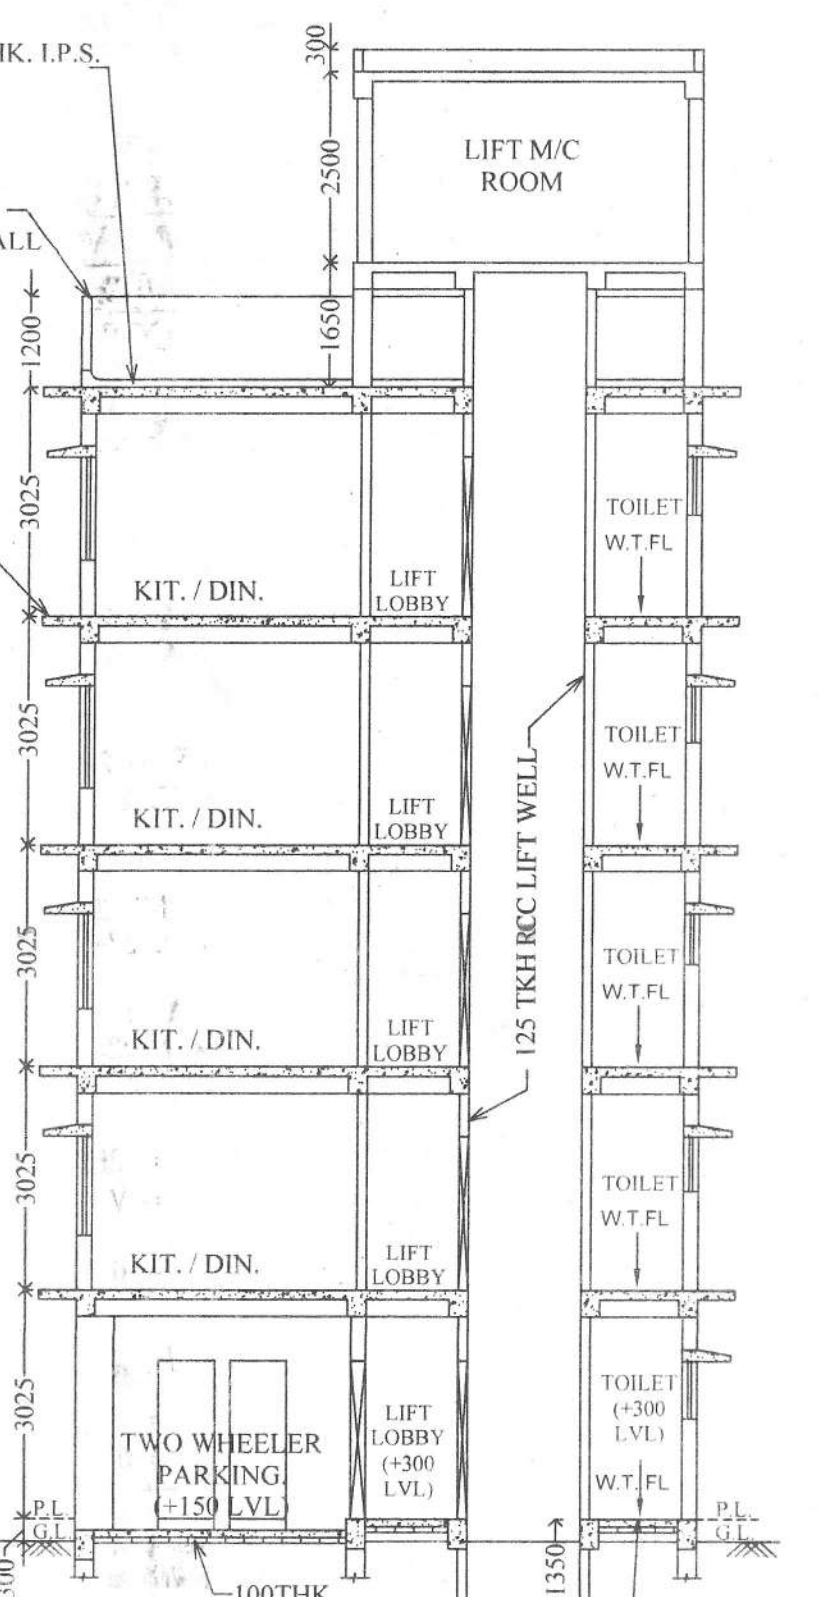 300
IK. I.P.S.
LIFT M/C
ROOM
2500
ALL
1200
1650
3025
TOILET
W.T.FL
KIT. / DIN.
LIFT
LOBBY
3025
TOILET
W.T.FL
KIT. / DIN.
LIFT
LOBBY
125 TKH RCC LIFT WELL
3025
TOILET
W.T.FL
KIT. / DIN.
LIFT
LOBBY
3025
TOILET
W.T.FL
KIT. / DIN.
LIFT
LOBBY
3025
TWO WHEELER
PARKING.
(+150 LVL)
LIFT
LOBBY
(+300
LVL)
TOILET
(+300
LVL)
W.T. FL
P.L.
G.L.
P.L.
G.L.
300
1350
100THK